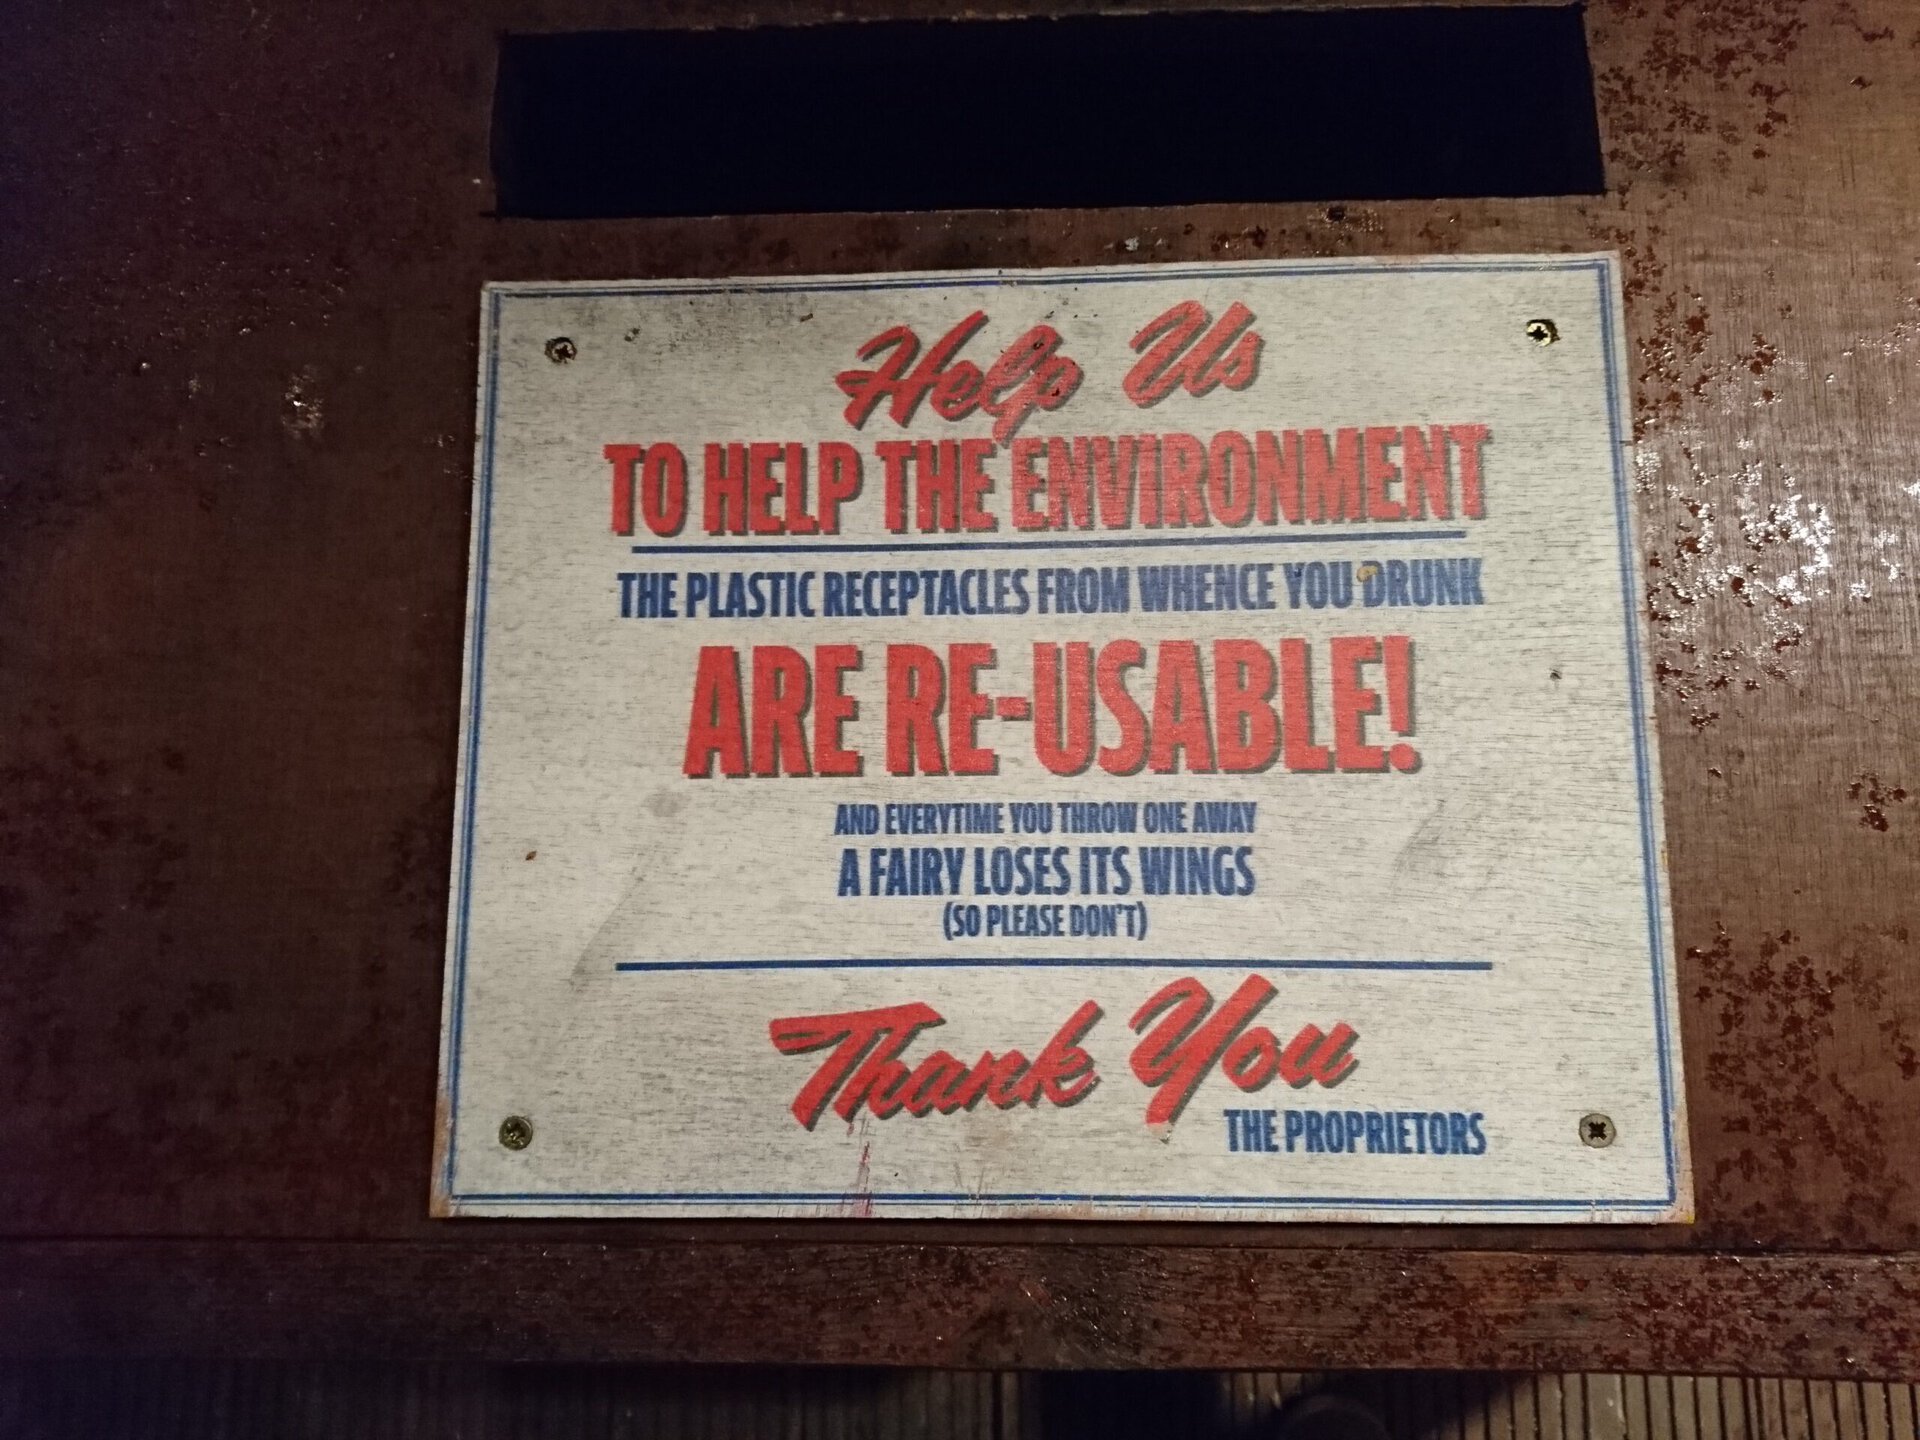 Help Us
TO HELP THE ENVIRONMENT
THE PLASTIC RECEPTACLES FROM WHENCE YOU DRUNK
ARE RE-USABLE!
AND EVERYTIME YOU THROW ONE AWAY
A FAIRY LOSES ITS WINGS
(SO PLEASE DON'T)
Thank You
THE PROPRIETORS